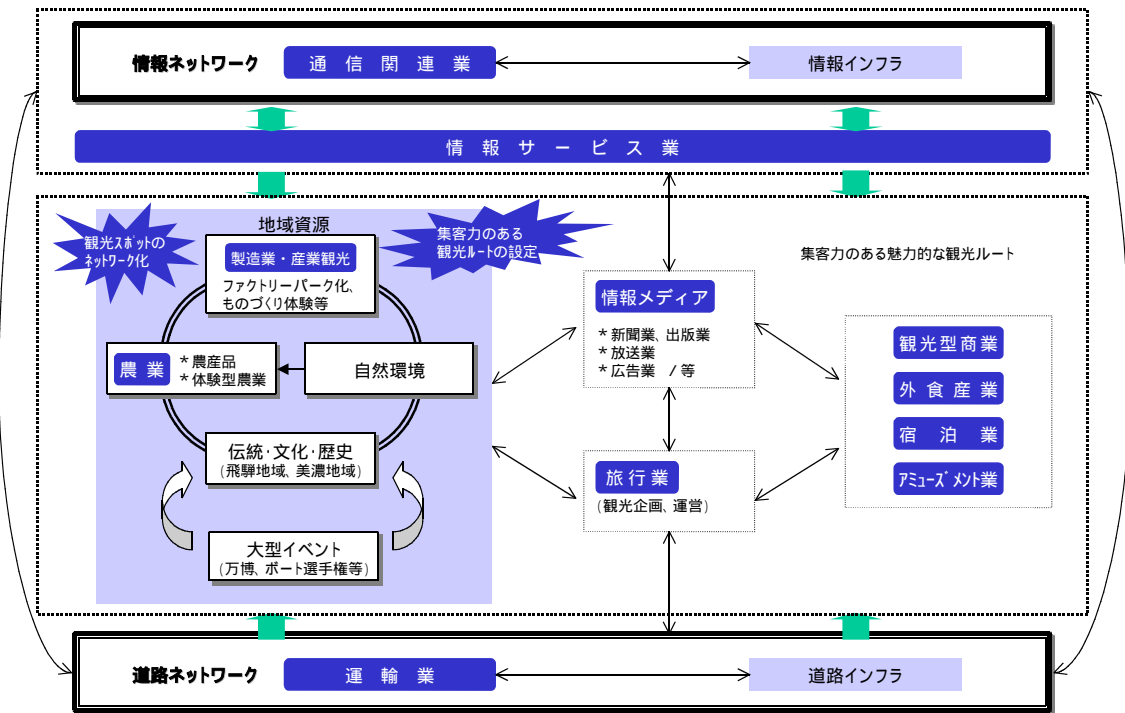 情報ネットワーク
通信関連業
情報インフラ
情報サービス業
観光スポットの
ネットワーク化
地域資源
集客力のある
観光ルートの設定
製造業・産業観光
ファクトリーパーク化、
ものづくり体験等
農業
＊農産品
＊体験型農業
自然環境
伝統・文化・歴史
(飛騨地域、美濃地域)
大型イベント
(万博、ボート選手権等)
情報メディア
＊新聞業、出版業
＊放送業
＊広告業　/等
旅行業
(観光企画、運営)
集客力のある魅力的な観光ルート
観光型商業
外食産業
宿泊業
アミューズメント業
道路ネットワーク
運輸業
道路インフラ